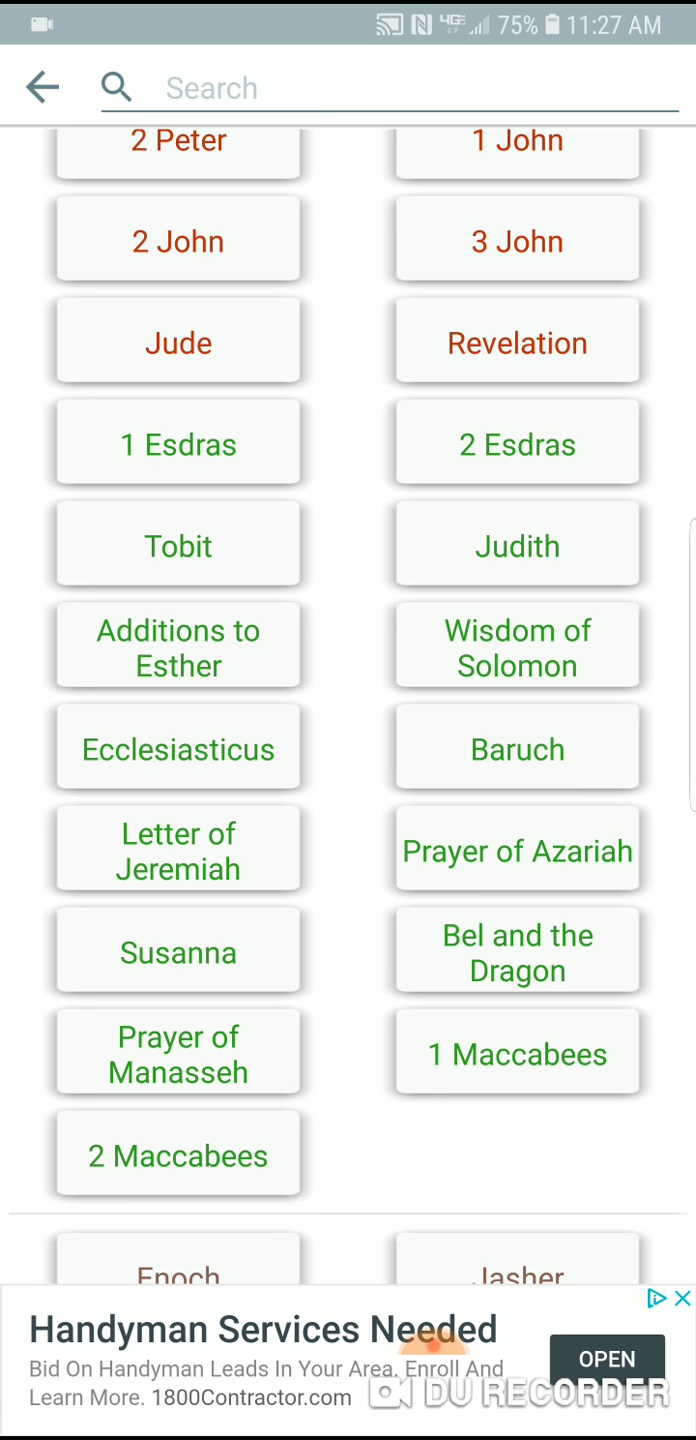 4GE 75% 11:27 AM
Search
2 Peter 1 John
2 John 3 John
Jude Revelation
1 Esdras 2 Esdras
Tobit Judith
Additions to
Esther
Wisdom of
Solomon
Ecclesiasticus Baruch
Letter of
Jeremiah
Prayer of Azariah
Susanna
Bel and the
Dragon
Prayer of
Manasseh
1 Maccabees
2 Maccabees
Enoch Jasher
Handyman Services Needed
Bid On Handyman Leads In Your Area. Enroll And
Learn More. 1800Contractor.com
OPEN
DU RECORDER